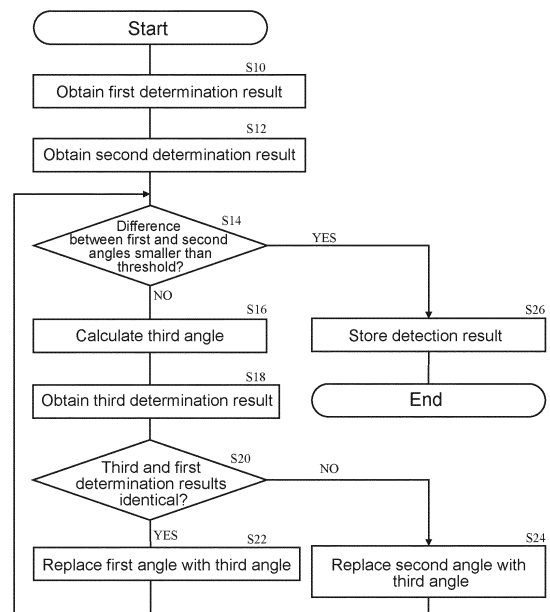 Start
S10
Obtain first determination result
S12
Obtain second determination result
S14
Difference
between first and second
angles smaller than
threshold?
YES
NO
S16
Calculate third angle
S26
Store detection result
S18
Obtain third determination result
End
S20
Third and first
determination results
identical?
NO
YES
S22
Replace first angle with third angle
S24
Replace second angle with
third angle